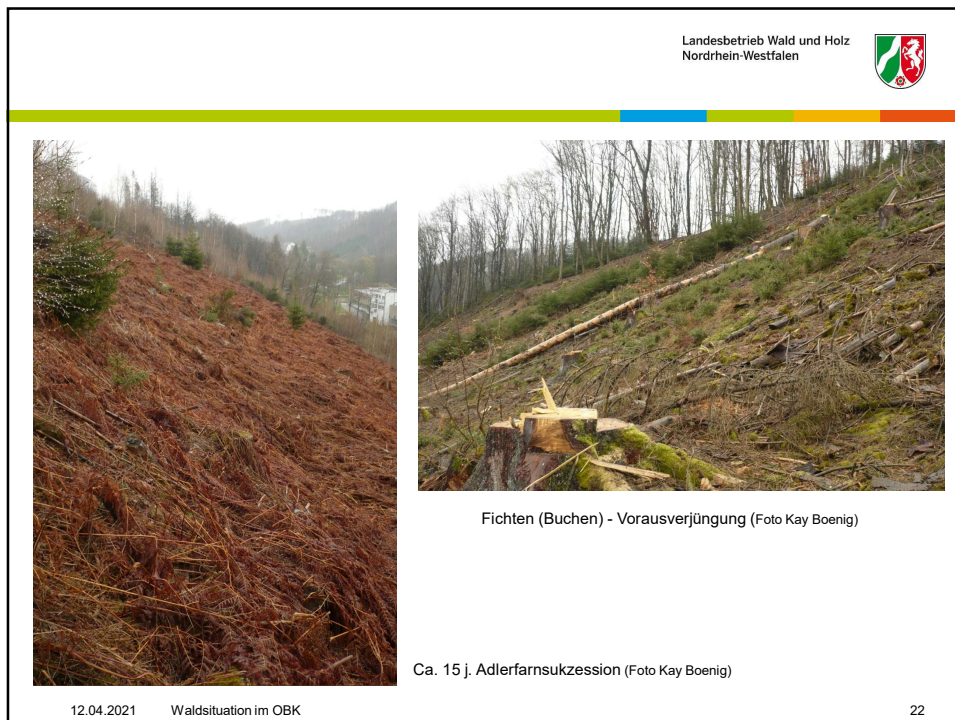 Landesbetrieb Wald und Holz
Nordrhein-Westfalen
Fichten (Buchen) - Vorausverjüngung (Foto Kay Boenig)
Ca. 15 j. Adlerfarnsukzession (Foto Kay Boenig)
12.04.2021 Waldsituation im OBK 22